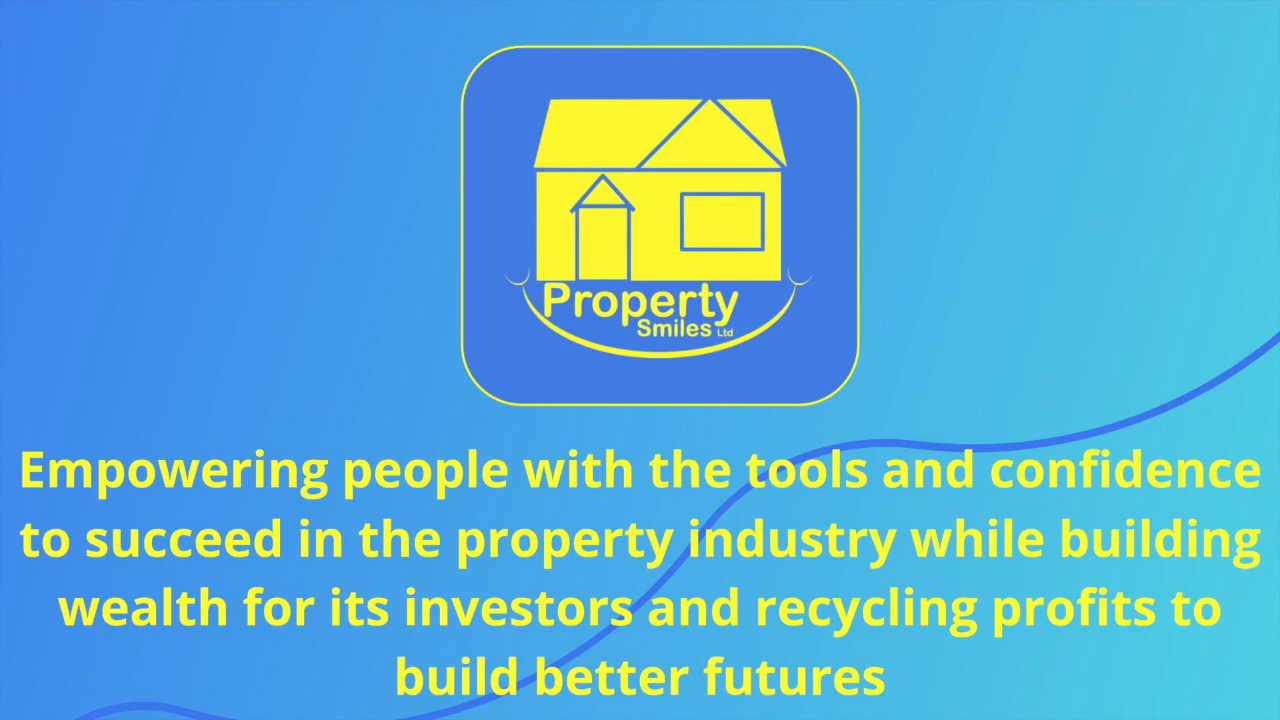 Property
Smiles Ltd
Empowering people with the tools and confidence
to succeed in the property industry while building
wealth for its investors and recycling profits to
build better futures